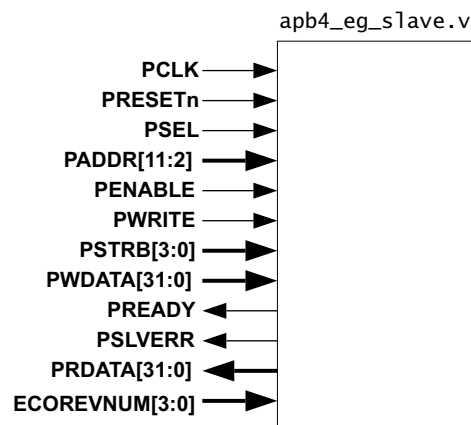 apb4_eg_slave.v
PCLK
PRESETn
PSEL
PADDR[11:2]
PENABLE
PWRITE
PSTRB[3:0]
PWDATA[31:0]
PREADY
PSLVERR
PRDATA[31:0]
ECOREVNUM[3:0]